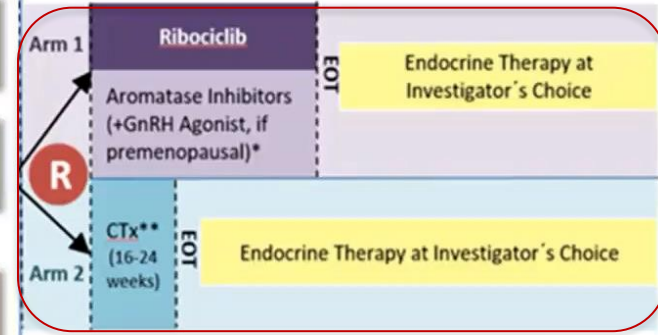 Arm 1
Ribociclib
Aromatase Inhibitors
(+GnRH Agonist, if
premenopausal)*
EOT
Endocrine Therapy at
Investigator´s Choice
R
Arm 2
CTx**
(16-24
weeks)
EOT
Endocrine Therapy at Investigator´s Choice